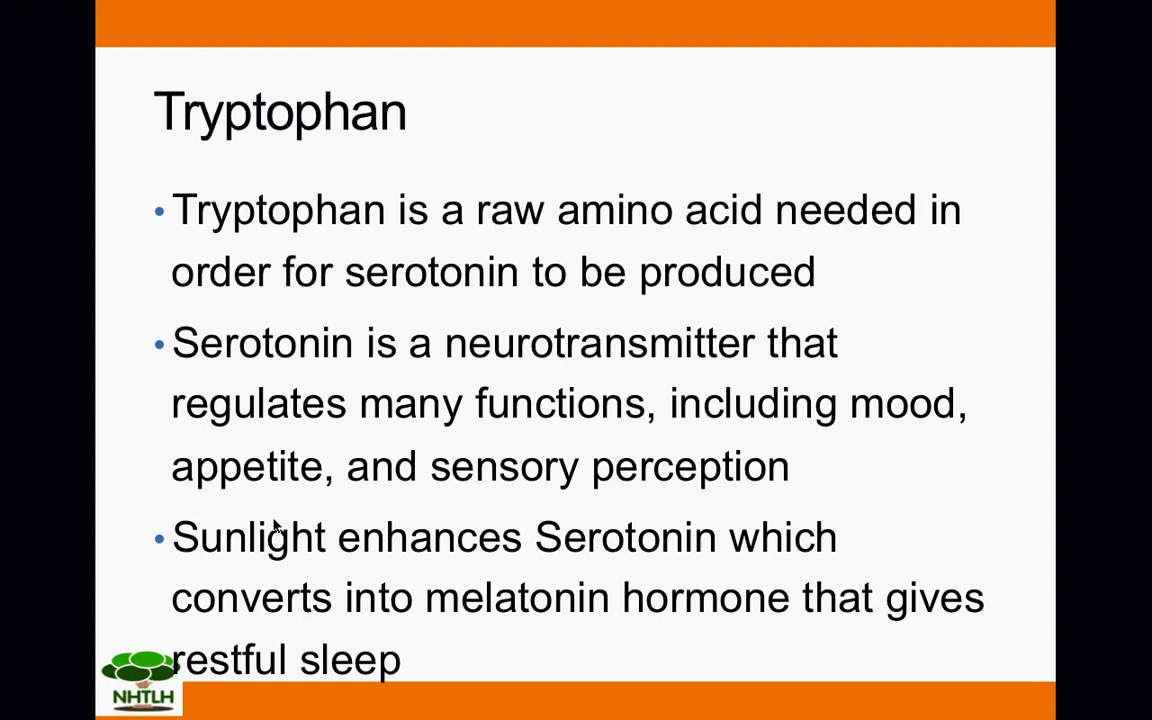 Tryptophan
• Tryptophan is a raw amino acid needed in
order for serotonin to be produced
• Serotonin is a neurotransmitter that
regulates many functions, including mood,
appetite, and sensory perception
• Sunlight enhances Serotonin which
converts into melatonin hormone that gives
restful sleep
NHTLH